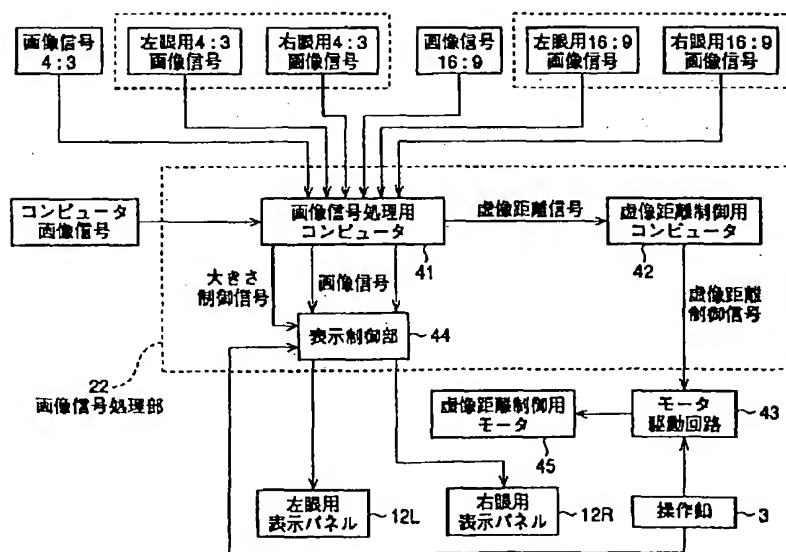 画像信号
4:3
左眼用4:3
画像信号
右眼用4:3
画像信号
画像信号
16:9
左眼用16:9
画像信号
右眼用16:9
画像信号
コンピュータ
画像信号
画像信号処理用
コンピュータ
41
虚像距離信号
虚像距離制御用
コンピュータ
42
大きさ
制御信号
画像信号
虚像距離
制御信号
表示制御部
44
22
画像信号処理部
虚像距離制御用
モータ
45
モータ
駆動回路
43
左眼用
表示パネル
12L
右眼用
表示パネル
12R
操作卸
3